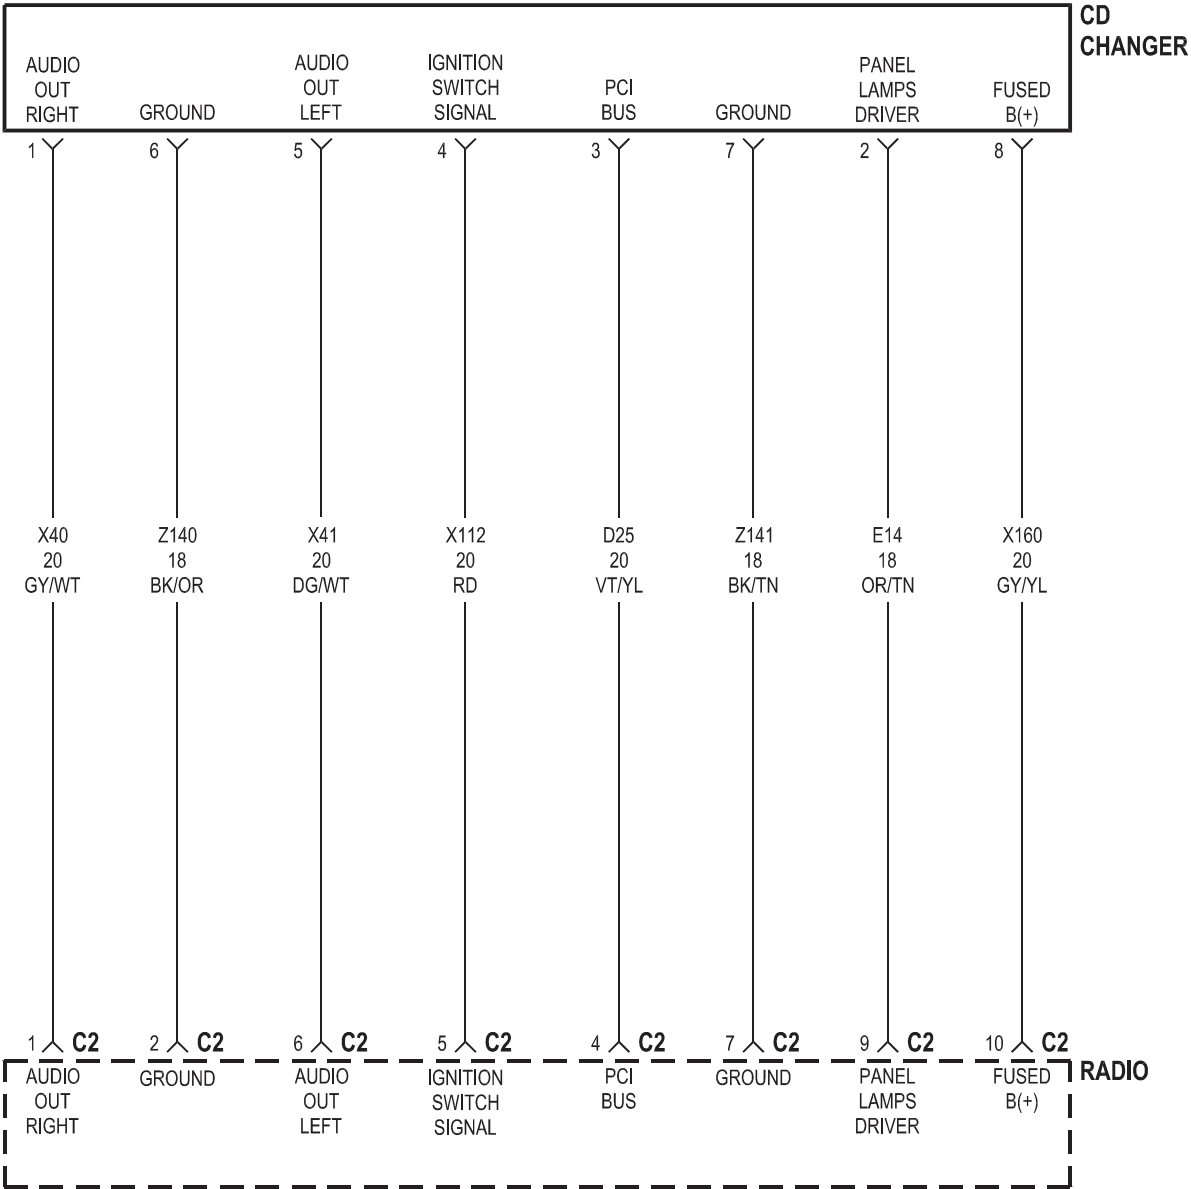 CD
CHANGER
AUDIO
OUT
RIGHT
GROUND
AUDIO
OUT
LEFT
IGNITION
SWITCH
SIGNAL
PCI
BUS
GROUND
PANEL
LAMPS
DRIVER
FUSED
B(+)
1 6 5 4 3 7 2 8
X40 Z140 X41 X112 D25 Z141 E14 X160
20 18 20 20 20 18 18 20
GY/WT BK/OR DG/WT RD VT/YL BK/TN OR/TN GY/YL
1 C2 2 C2 6 C2 5 C2 4 C2 7 C2 9 C2 10 C2
RADIO
AUDIO
OUT
RIGHT
GROUND
AUDIO
OUT
LEFT
IGNITION
SWITCH
SIGNAL
PCI
BUS
GROUND
PANEL
LAMPS
DRIVER
FUSED
B(+)